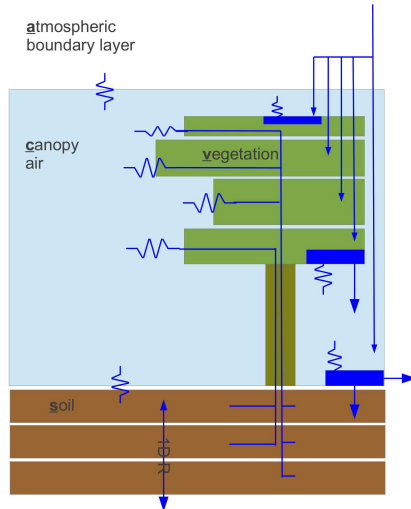 atmospheric
boundary layer
canopy
air
vegetation
soil
1D R